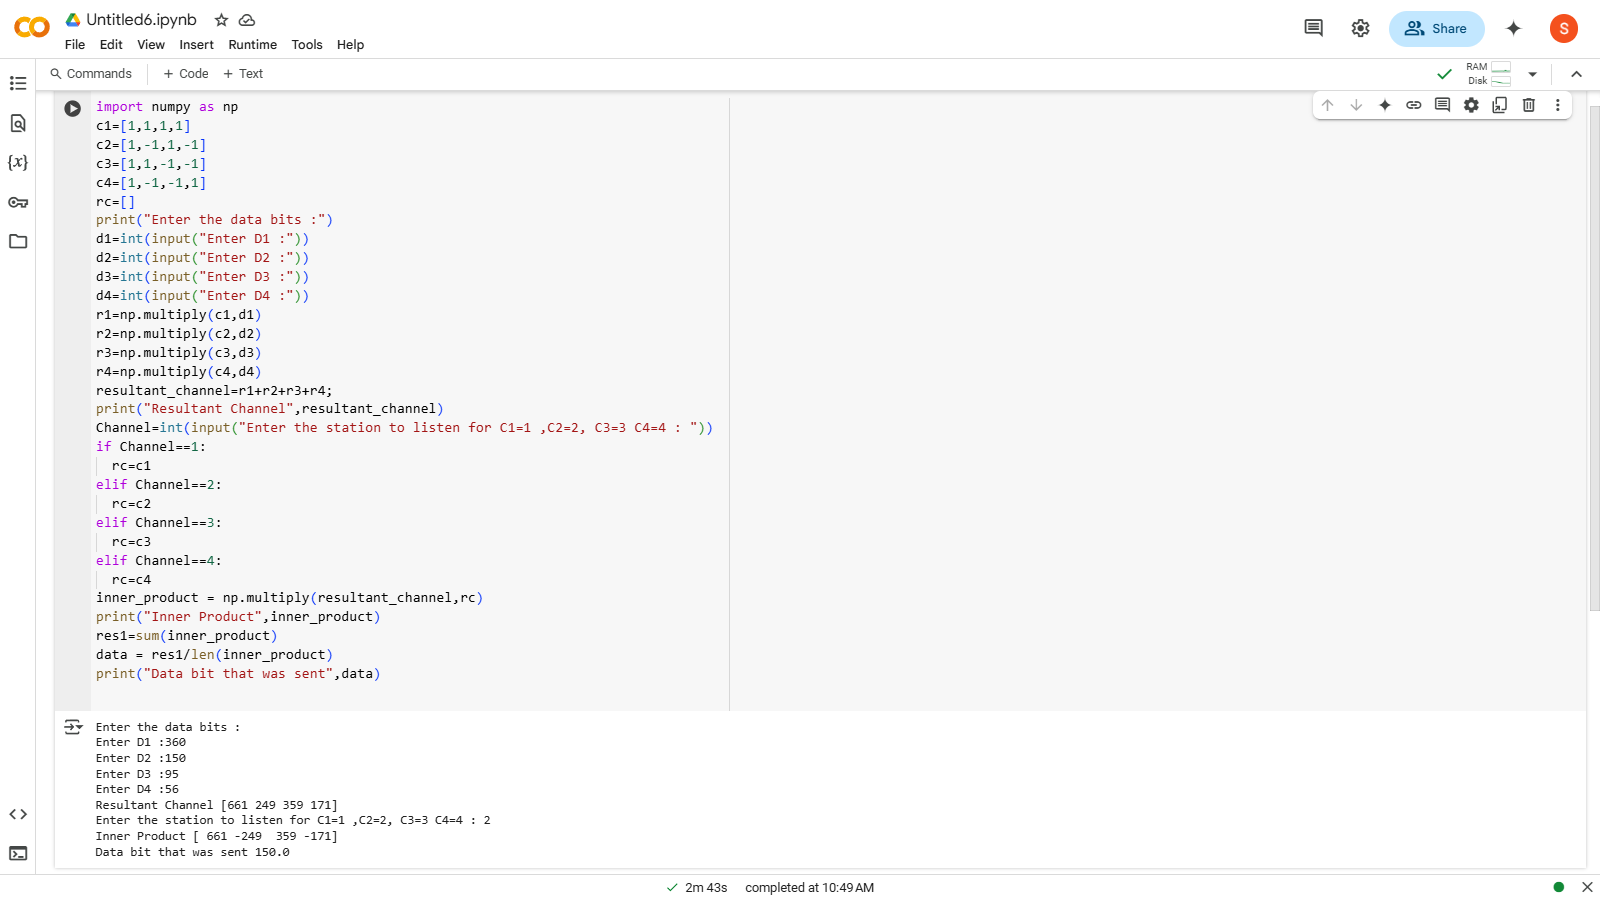 Untitled6.ipynb
File Edit View Insert Runtime Tools Help
Share
S
Commands + Code + Text
RAM
Disk
{x}
import numpy as np
c1=[1,1,1,1]
c2=[1,-1,1,-1]
c3=[1,1,-1,-1]
c4=[1,-1,-1,1]
rc=[]
print("Enter the data bits :")
d1=int(input("Enter D1 :"))
d2=int(input("Enter D2 :"))
d3=int(input("Enter D3 :"))
d4=int(input("Enter D4 :"))
r1=np.multiply(c1,d1)
r2=np.multiply(c2,d2)
r3=np.multiply(c3,d3)
r4=np.multiply(c4,d4)
resultant_channel=r1+r2+r3+r4;
print("Resultant Channel",resultant_channel)
Channel=int(input("Enter the station to listen for C1=1 ,C2=2, C3=3 C4=4 : "))
if Channel==1:
  rc=c1
elif Channel==2:
  rc=c2
elif Channel==3:
  rc=c3
elif Channel==4:
  rc=c4
inner_product = np.multiply(resultant_channel,rc)
print("Inner Product",inner_product)
res1=sum(inner_product)
data = res1/len(inner_product)
print("Data bit that was sent",data)
Enter the data bits :
Enter D1 :360
Enter D2 :150
Enter D3 :95
Enter D4 :56
Resultant Channel [661 249 359 171]
Enter the station to listen for C1=1 ,C2=2, C3=3 C4=4 : 2
Inner Product [ 661 -249  359 -171]
Data bit that was sent 150.0
2m 43s completed at 10:49 AM